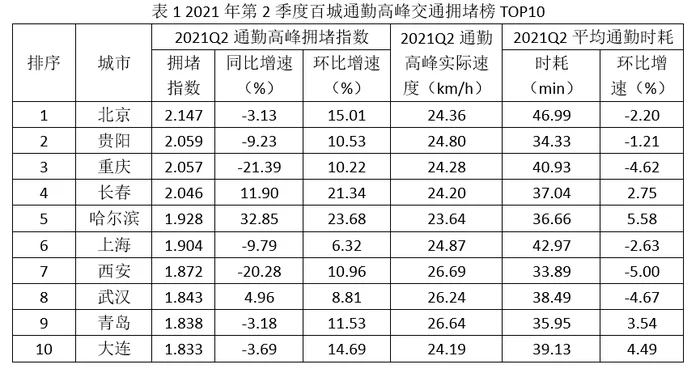 表 1 2021 年第 2 季度百城通勤高峰交通拥堵榜 TOP10
排序 城市 2021Q2 通勤高峰拥堵指数 2021Q2 通勤高峰实际速度（km/h） 2021Q2 平均通勤时耗
拥堵指数 同比增速（%） 环比增速（%） 时耗（min） 环比增速（%）
1 北京 2.147 -3.13 15.01 24.36 46.99 -2.20
2 贵阳 2.059 -9.23 10.53 24.80 34.33 -1.21
3 重庆 2.057 -21.39 10.22 24.28 40.93 -4.62
4 长春 2.046 11.90 21.34 24.20 37.04 2.75
5 哈尔滨 1.928 32.85 23.68 23.64 36.66 5.58
6 上海 1.904 -9.79 6.32 24.87 42.97 -2.63
7 西安 1.872 -20.28 10.96 26.69 33.89 -5.00
8 武汉 1.843 4.96 8.81 26.24 38.49 -4.67
9 青岛 1.838 -3.18 11.53 26.64 35.95 3.54
10 大连 1.833 -3.69 14.69 24.19 39.13 4.49